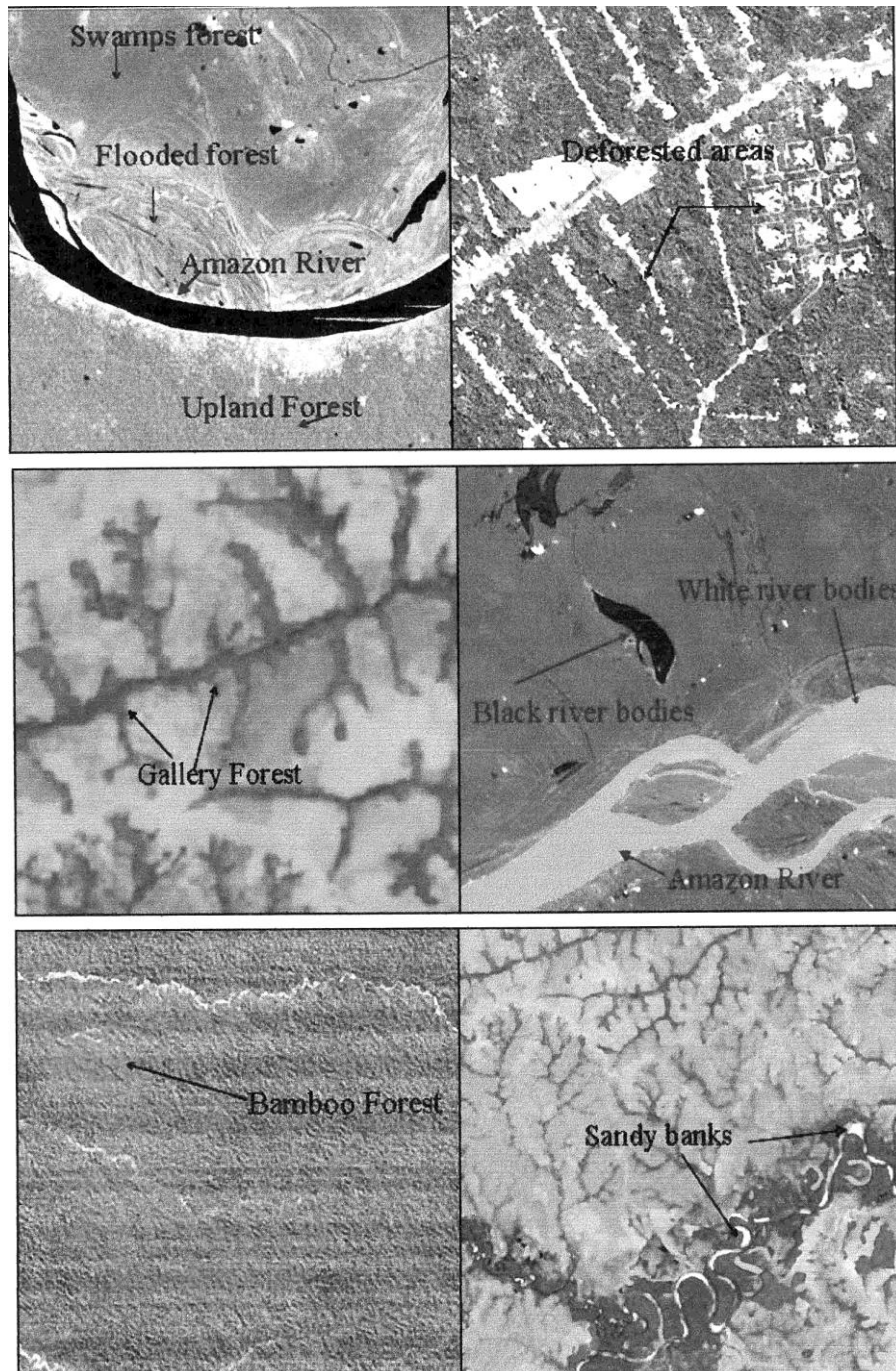 Swamps forest
Flooded forest
Amazon River
Upland Forest
Deforested areas
Gallery Forest
White river bodies
Black river bodies
Amazon River
Bamboo Forest
Sandy banks